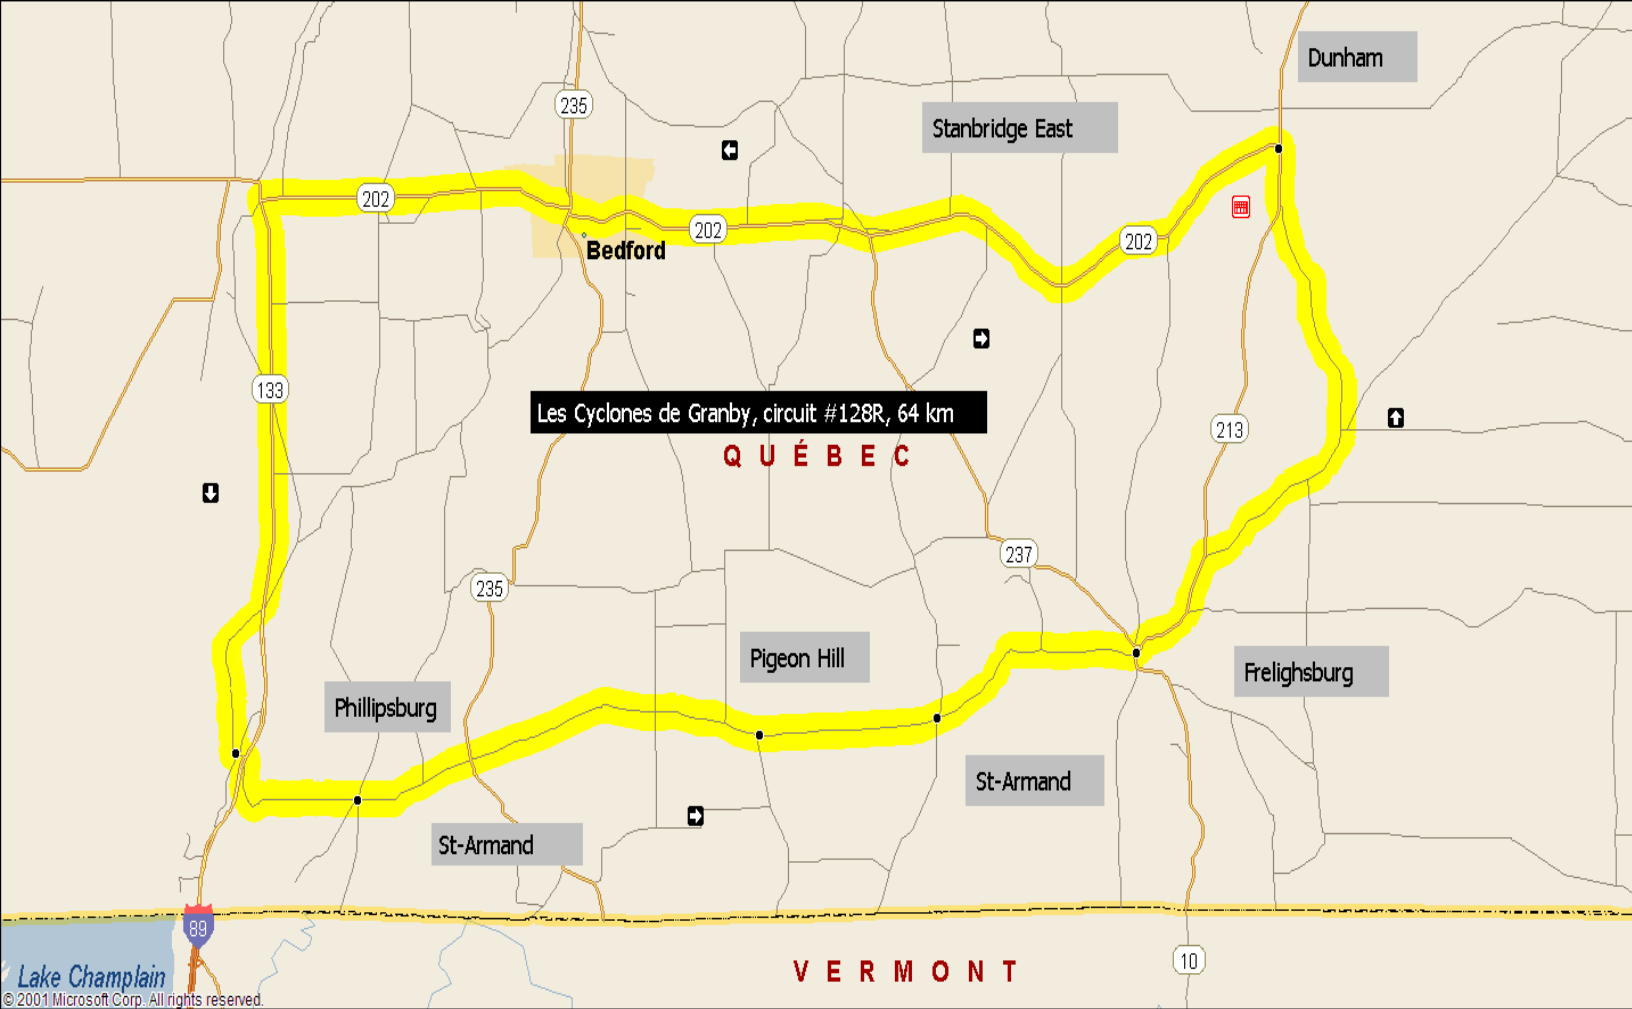 Dunham
235
Stanbridge East
202
202
202
Bedford
133
Les Cyclones de Granby, circuit #128R, 64 km
213
QUÉBEC
237
235
Pigeon Hill
Frelighsburg
Phillipsburg
St-Armand
St-Armand
89
10
VERMONT
Lake Champlain
© 2001 Microsoft Corp. All rights reserved.